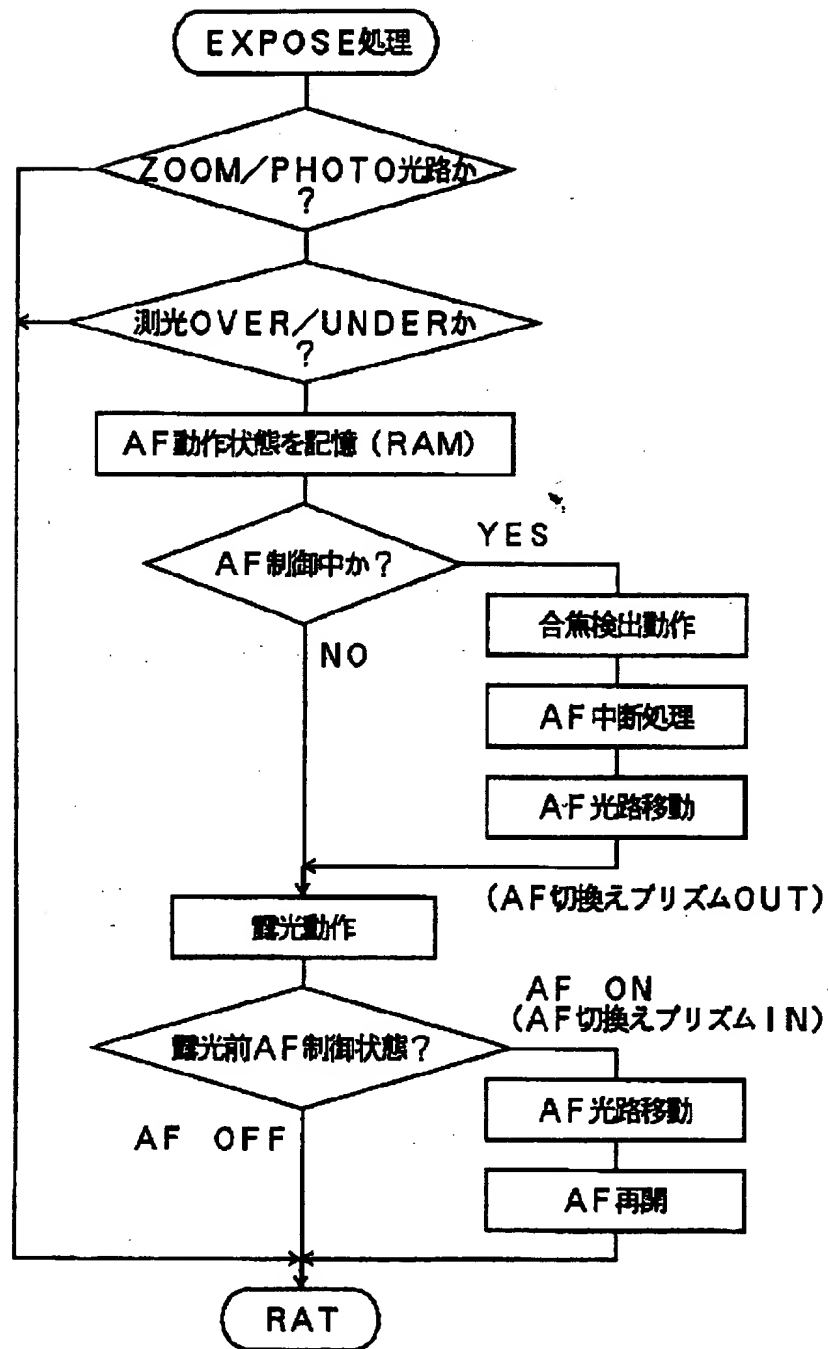 EXPOSE処理
ZOOM/PHOTO光路か
?
測光OVER/UNDERか
?
AF動作状態を記憶(RAM)
AF制御中か?
YES
NO
合焦検出動作
AF中断処理
AF光路移動
(AF切換えプリズムOUT)
露光動作
露光前AF制御状態?
AF ON
(AF切換えプリズムIN)
AF OFF
AF光路移動
AF再開
RAT